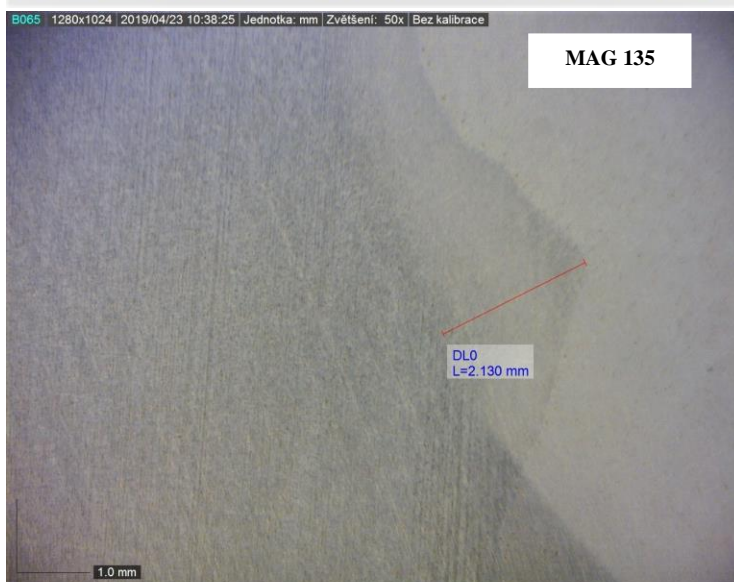 B065 1280x1024 2019/04/23 10:38:25 Jednotka: mm Zvětšení: 50x Bez kalibrace
MAG 135
DL0
L=2.130 mm
1.0 mm